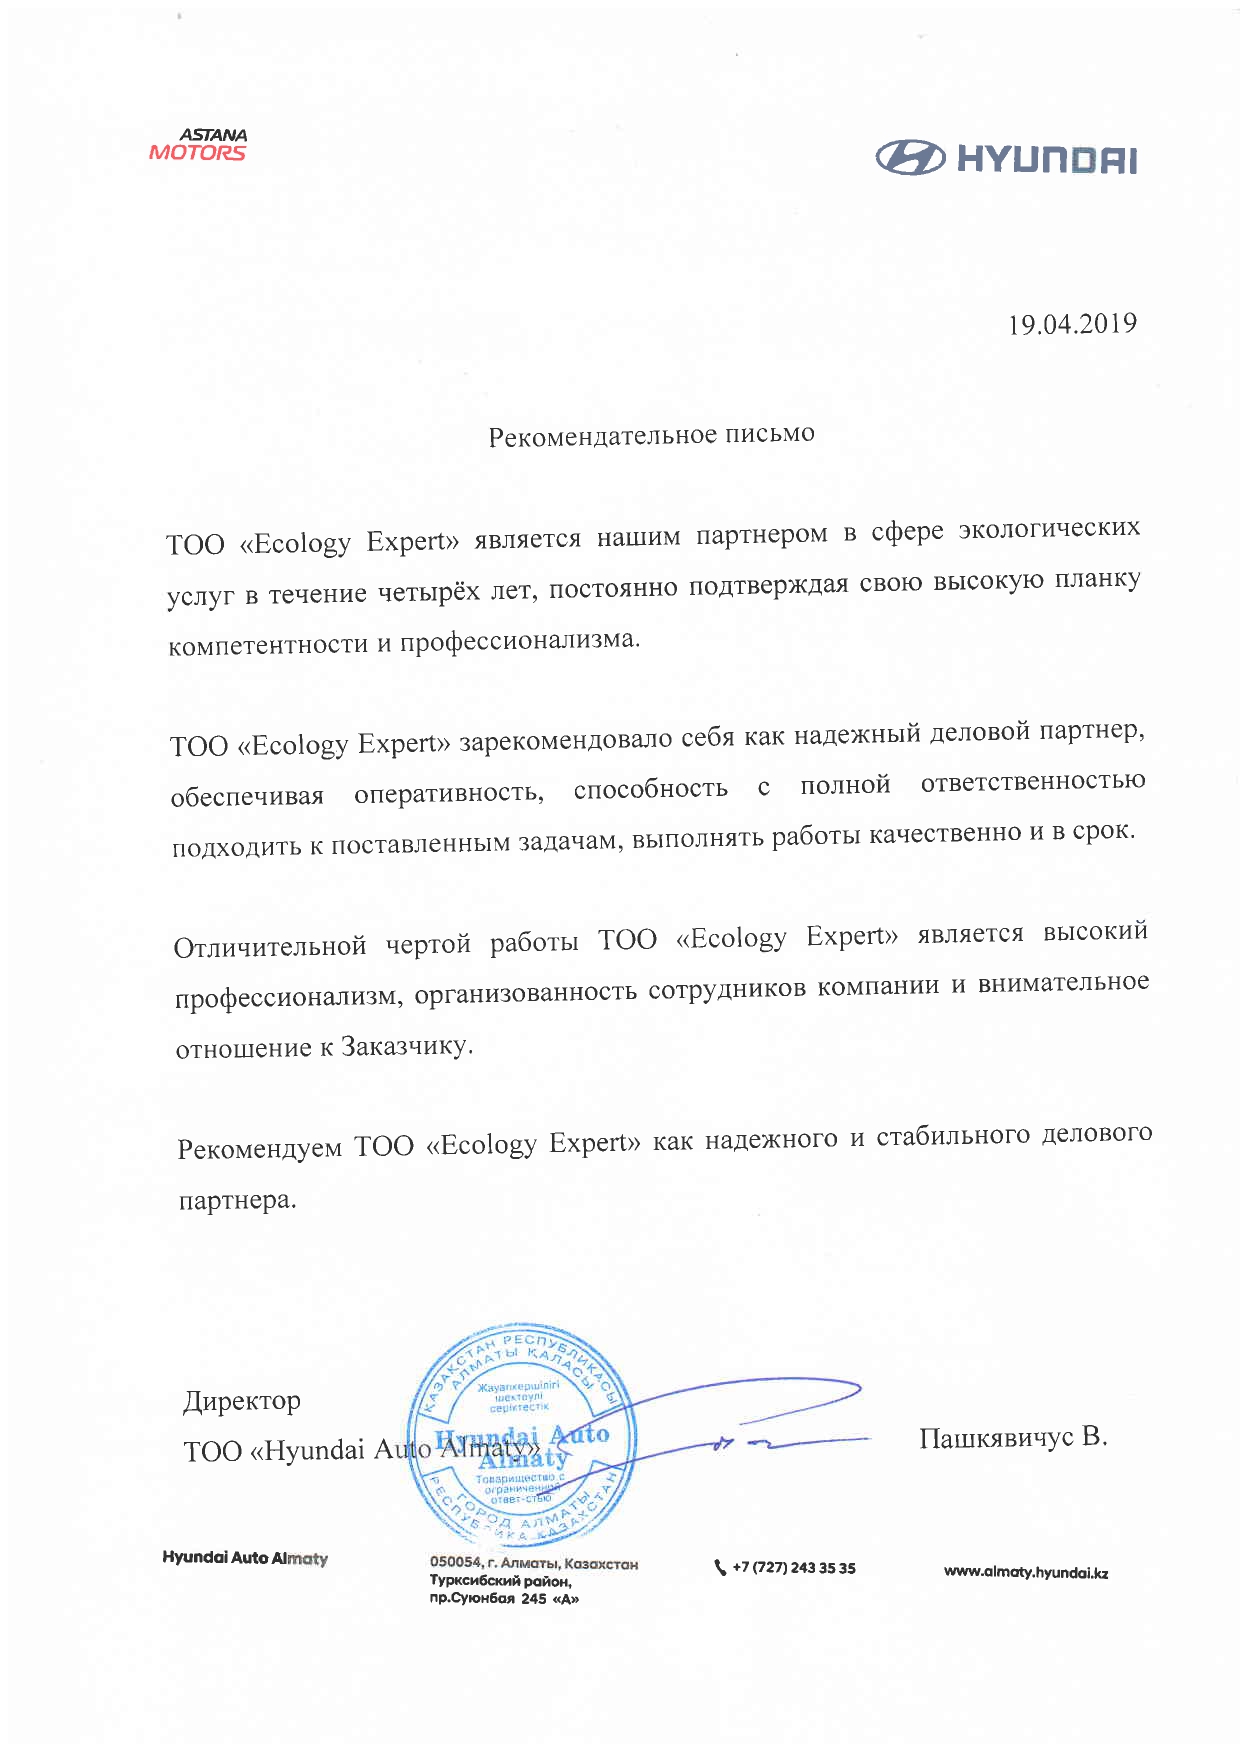 ASTANA
MOTORS
HYUNDAI
19.04.2019
Рекомендательное письмо
ТОО «Ecology Expert» является нашим партнером в сфере экологических
услуг в течение четырёх лет, постоянно подтверждая свою высокую планку
компетентности и профессионализма.
ТОО «Ecology Expert» зарекомендовало себя как надежный деловой партнер,
обеспечивая оперативность, способность с полной ответственностью
подходить к поставленным задачам, выполнять работы качественно и в срок.
Отличительной чертой работы ТОО «Ecology Expert» является высокий
профессионализм, организованность сотрудников компании и внимательное
отношение к Заказчику.
Рекомендуем ТОО «Ecology Expert» как надежного и стабильного делового
партнера.
Директор
ТОО «Hyundai Auto Almaty»
Пашкявичус В.
ҚАЗАҚСТАН РЕСПУБЛИКАСЫ
АЛМАТЫ ҚАЛАСЫ
Жауапкершілігі
шектеулі
серіктестік
Hyundai Auto
Almaty
Товарищество с
ограниченной
ответ-стью
ГОРОД АЛМАТЫ
РЕСПУБЛИКА КАЗАХСТАН
Hyundai Auto Almaty
050054, г. Алматы, Казахстан
Турксибский район,
пр.Суюнбая 245 «А»
+7 (727) 243 35 35
www.almaty.hyundai.kz